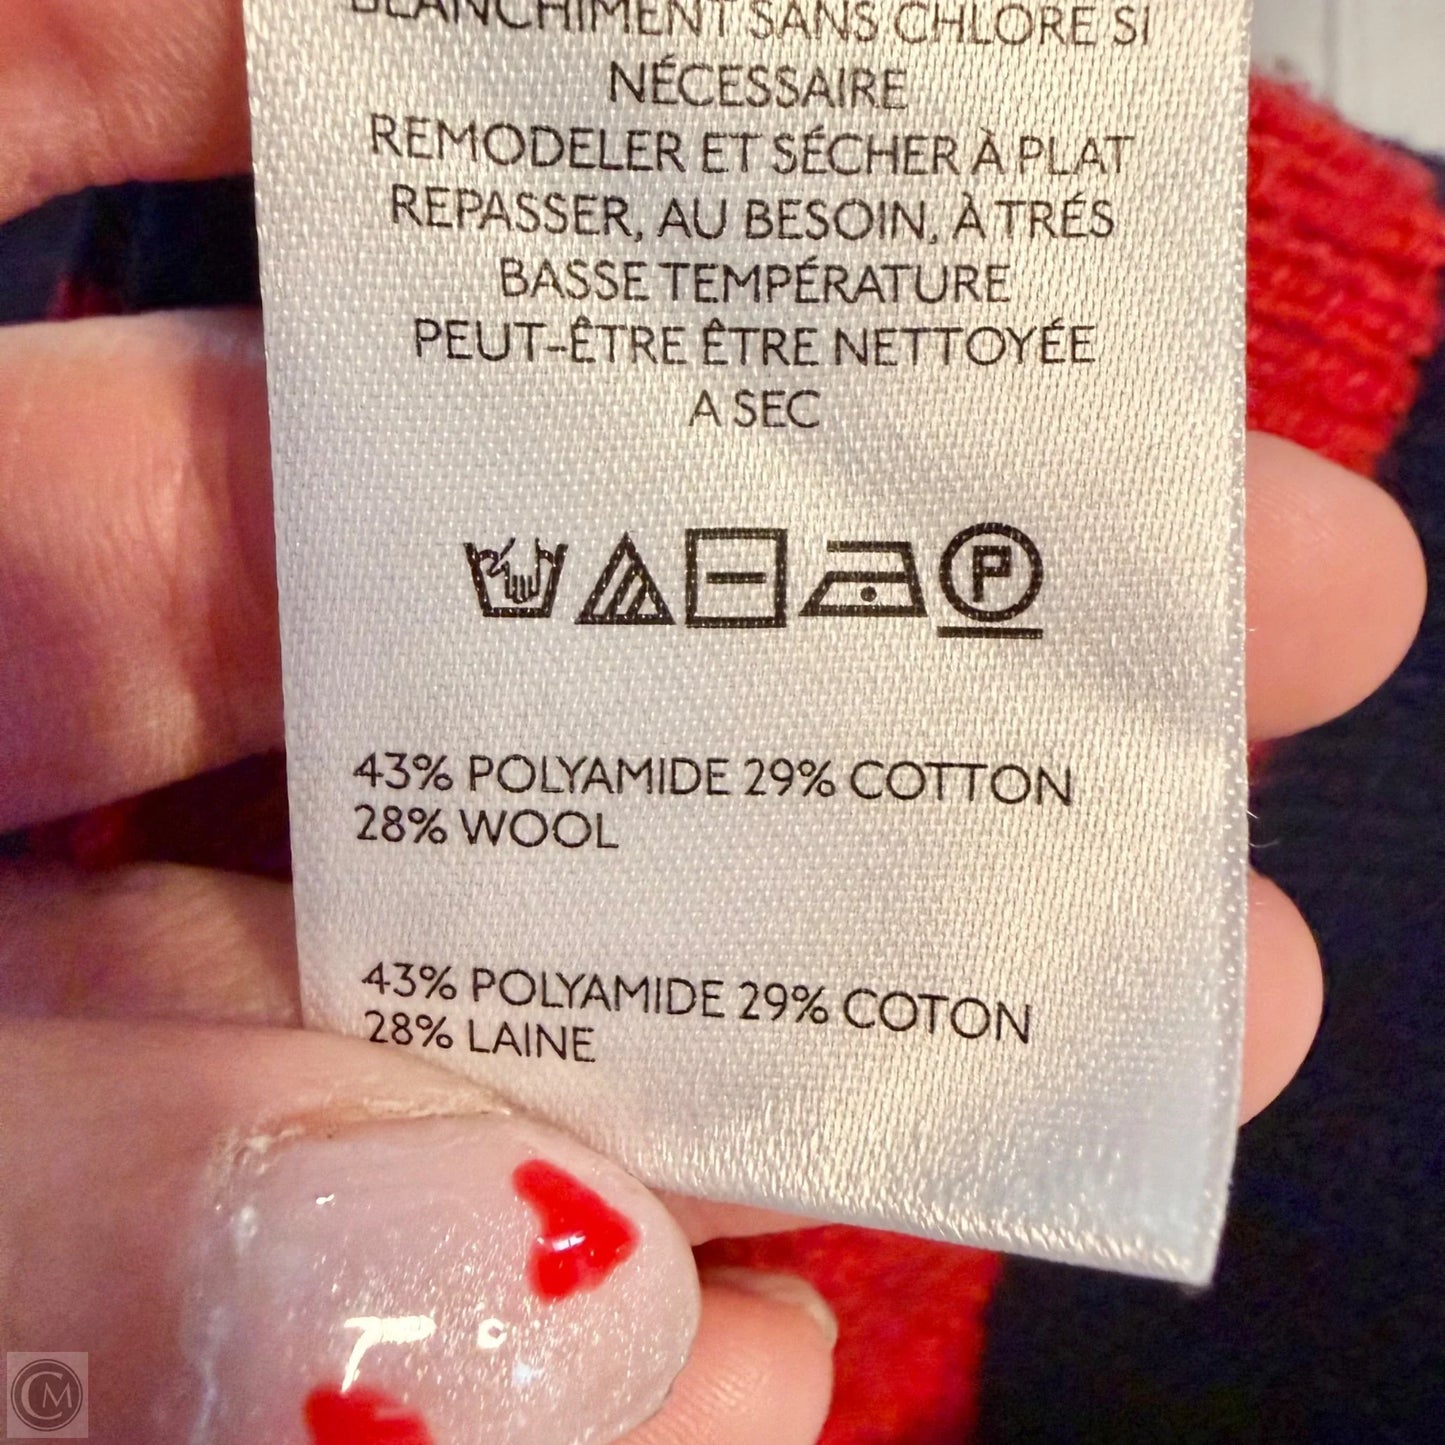 BLANCHIMENT SANS CHLORE SI
NÉCESSAIRE
REMODELER ET SÉCHER À PLAT
REPASSER, AU BESOIN, À TRÉS
BASSE TEMPÉRATURE
PEUT-ÊTRE ÊTRE NETTOYÉE
A SEC
P
43% POLYAMIDE 29% COTTON
28% WOOL
43% POLYAMIDE 29% COTON
28% LAINE
CM